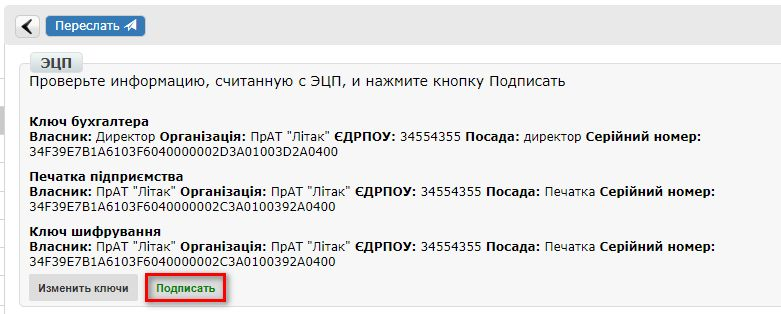 Переслать
ЭЦП
Проверьте информацию, считанную с ЭЦП, и нажмите кнопку Подписать
Ключ бухгалтера
Власник: Директор Організація: ПрАТ "Літак" ЄДРПОУ: 34554355 Посада: директор Серійний номер:
34F39E7B1A6103F6040000002D3A01003D2A0400
Печатка підприємства
Власник: ПрАТ "Літак" Організація: ПрАТ "Літак" ЄДРПОУ: 34554355 Посада: Печатка Серійний номер:
34F39E7B1A6103F6040000002C3A0100392A0400
Ключ шифрування
Власник: ПрАТ "Літак" Організація: ПрАТ "Літак" ЄДРПОУ: 34554355 Посада: Печатка Серійний номер:
34F39E7B1A6103F6040000002C3A0100392A0400
Изменить ключи Подписать